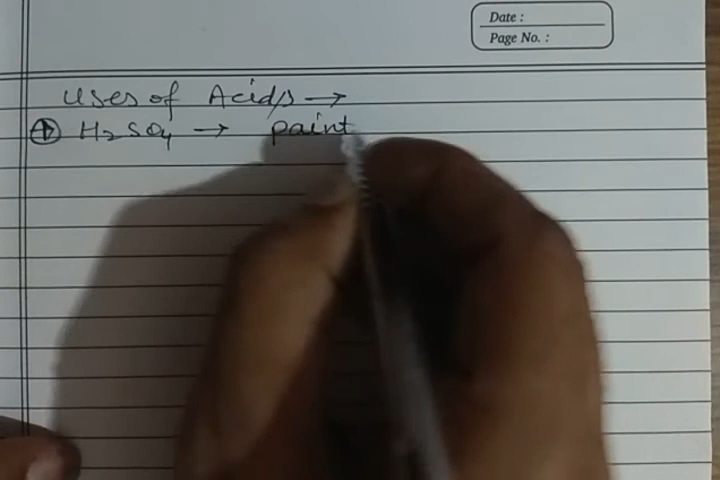 Date :
Page No. :
Uses of Acids →
① H₂SO₄ → paint